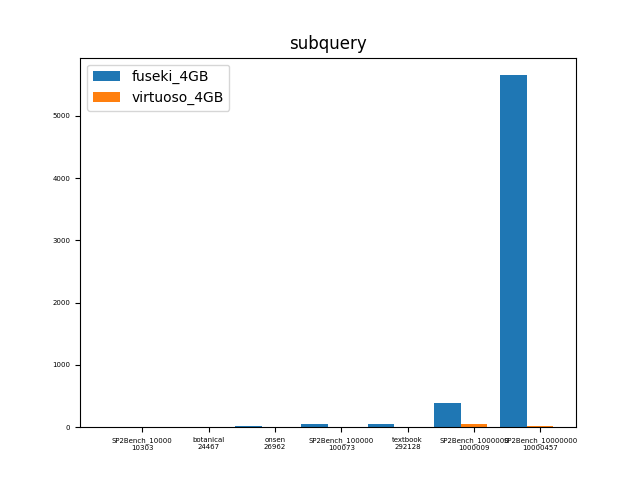 subquery
fuseki_4GB
virtuoso_4GB
5000
4000
3000
2000
1000
0
SP2Bench_10000
10303
botanical
24467
onsen
26962
SP2Bench_100000
100073
textbook
292128
SP2Bench_1000000
1000009
SP2Bench_10000000
10000457